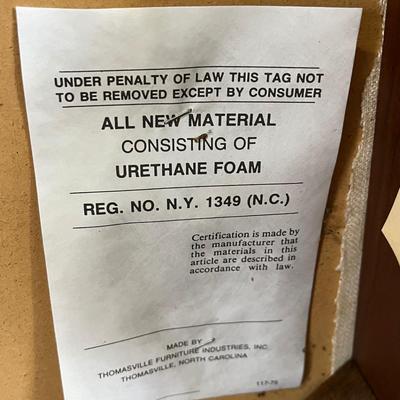 UNDER PENALTY OF LAW THIS TAG NOT
TO BE REMOVED EXCEPT BY CONSUMER
ALL NEW MATERIAL
CONSISTING OF
URETHANE FOAM
REG. NO. N.Y. 1349 (N.C.)
Certification is made by
the manufacturer that
the materials in this
article are described in
accordance with law.
MADE BY
THOMASVILLE FURNITURE INDUSTRIES, INC.
THOMASVILLE, NORTH CAROLINA
117-76